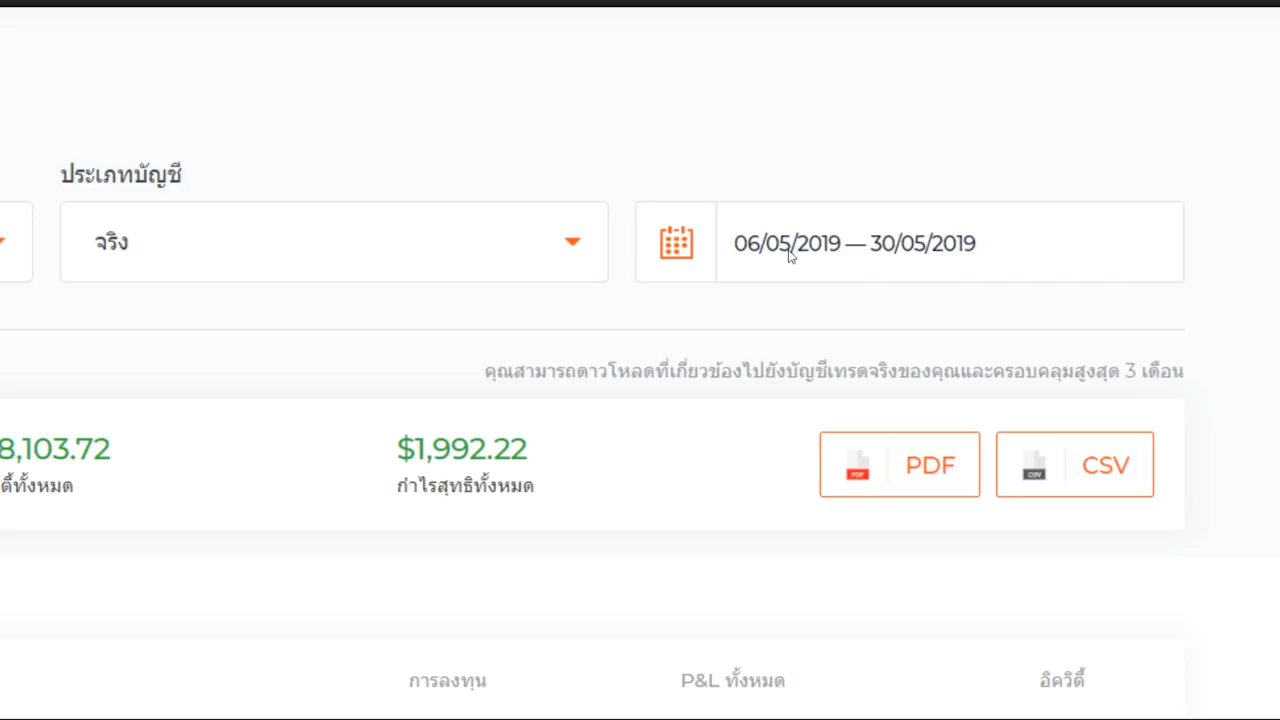 ประเภทบัญชี
จริง
06/05/2019 — 30/05/2019
คุณสามารถดาวโหลดที่เกี่ยวข้องไปยังบัญชีเทรดจริงของคุณและครอบคลุมสูงสุด 3 เดือน
8,103.72
$1,992.22
PDF
PDF
CSV
CSV
ดี้ทั้งหมด
กำไรสุทธิทั้งหมด
การลงทุน
P&L ทั้งหมด
อิควิดี้